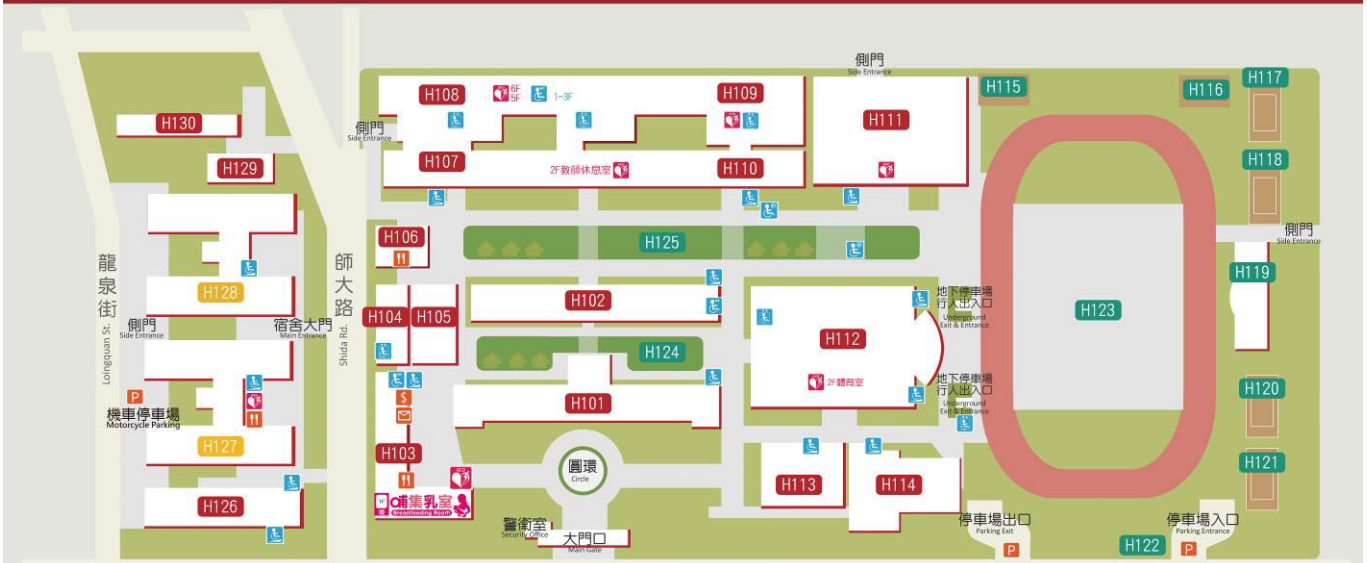 側門
Side Entrance
H117
H115
H116
H108
6F
5F
1~3F
H109
H111
H130
側門
Side Entrance
H129
H107
2F教師休息室
H110
H118
H106
H125
側門
Side Entrance
龍泉街
Loingquan St.
師大路
Shida Rd.
H119
H128
H102
地下停車場
行人出入口
Underground
Exit & Entrance
H123
側門
Side Entrance
宿舍大門
Main Entrance
H104
H105
H112
H124
2F體育室
地下停車場
行人出入口
Underground
Exit & Entrance
P
機車停車場
Motorcycle Parking
$
H101
H120
H127
H103
圓環
Circle
AED
H113
H114
H121
H126
1F
哺集乳室
Breastfeeding Room
警衛室
Security Office
大門口
Main Gate
停車場出口
Parking Exit
P
H122
停車場入口
Parking Entrance
P